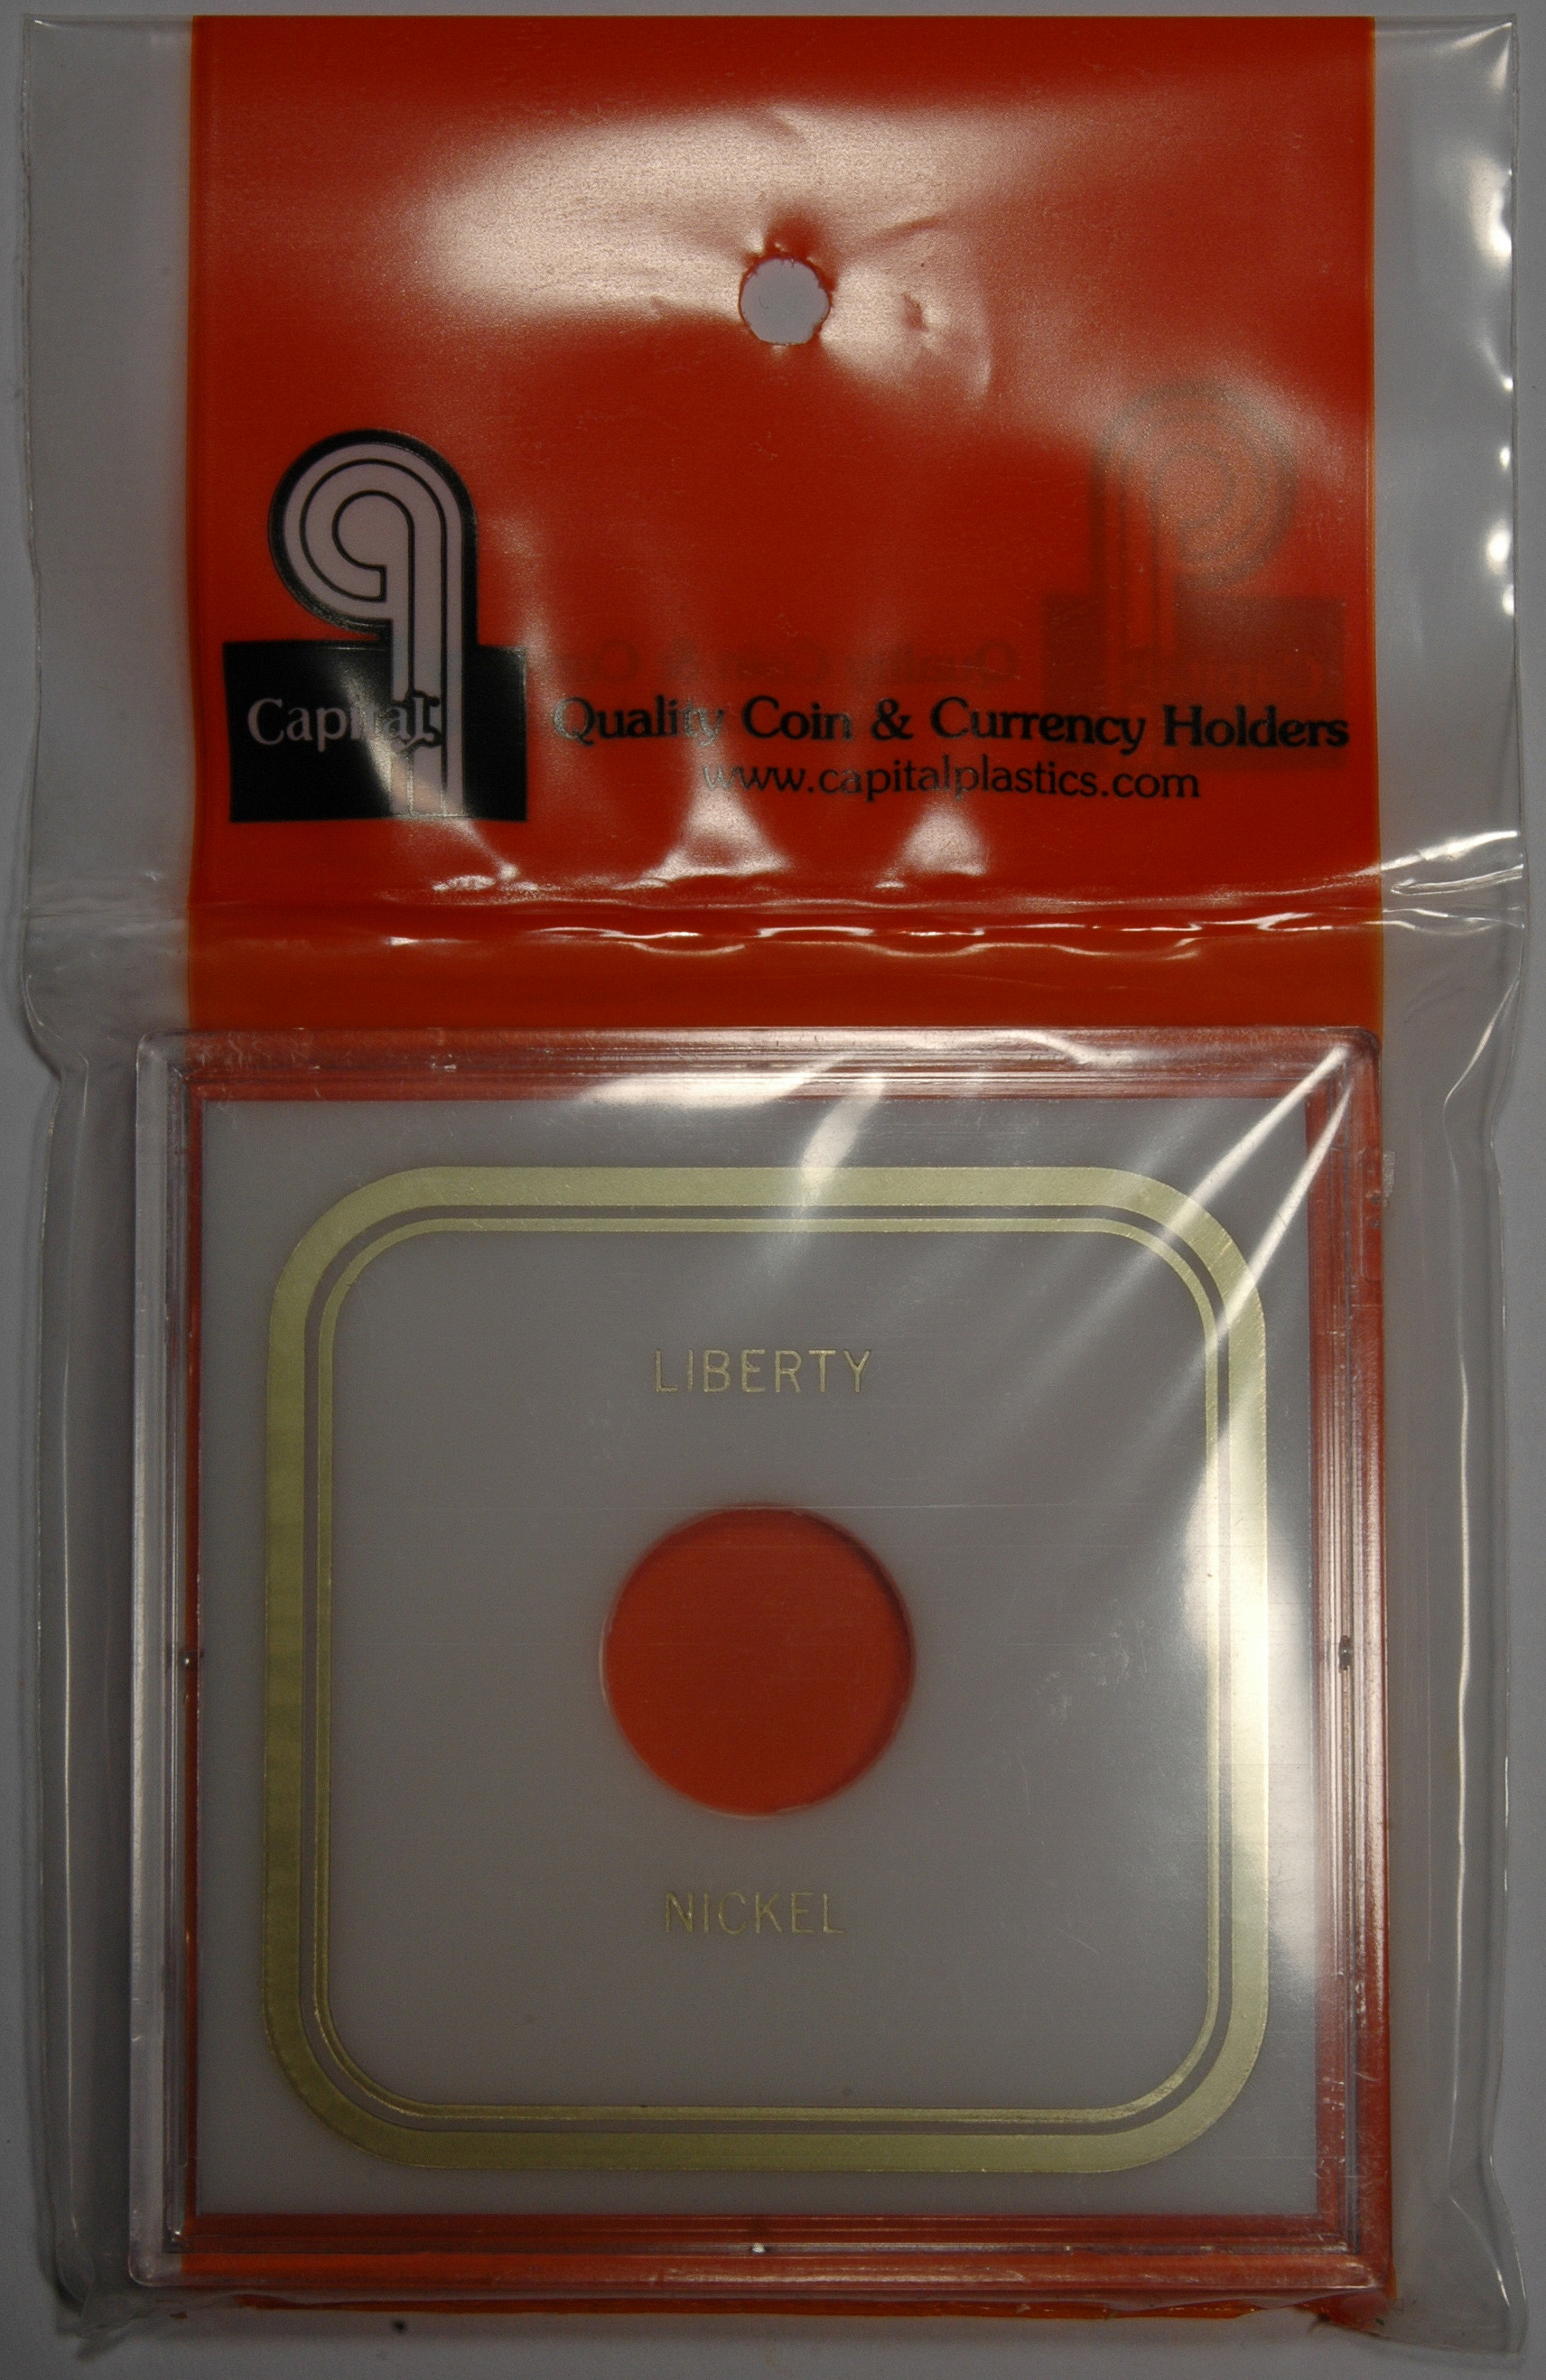 Capital
Quality Coin & Currency Holders
www.capitalplastics.com
LIBERTY
NICKEL